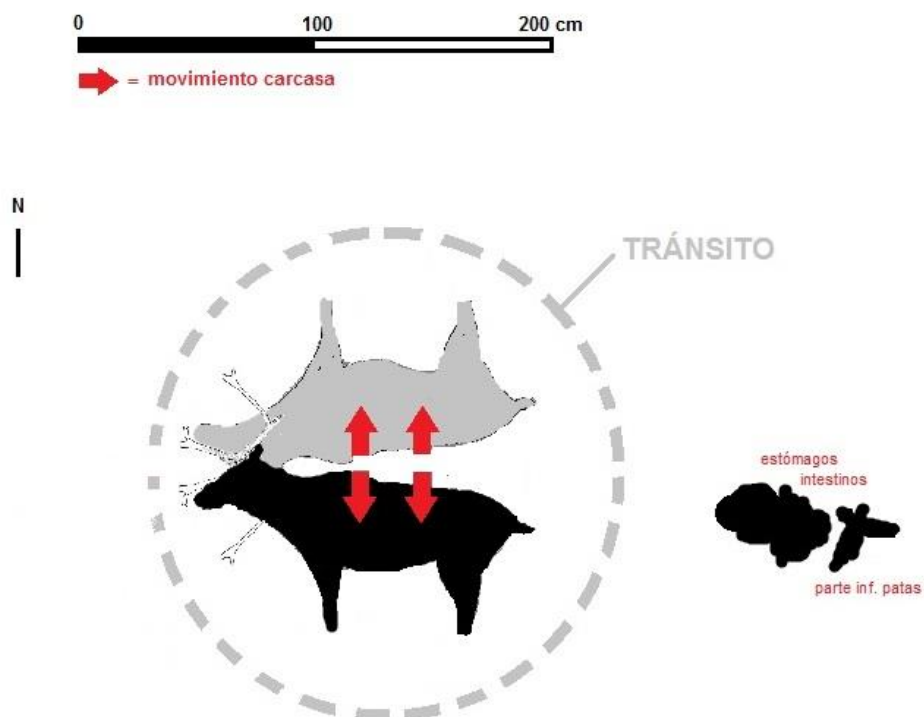 0 100 200 cm
= movimiento carcasa
N
TRÁNSITO
estómagos
intestinos
parte inf. patas